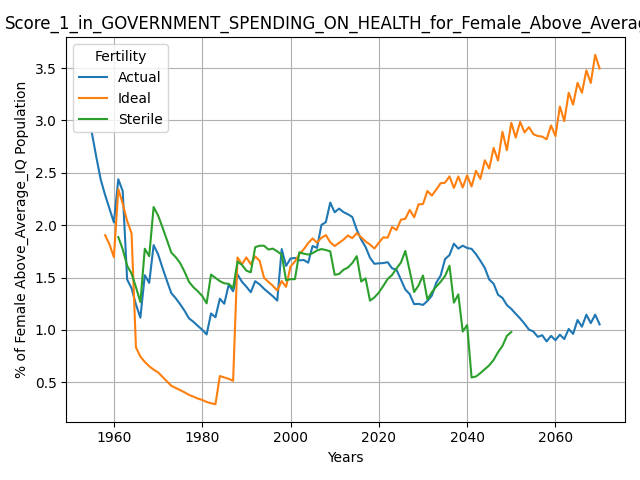 Score_1_in_GOVERNMENT_SPENDING_ON_HEALTH_for_Female_Above_Averag
Fertility
Actual
Ideal
Sterile
% of Female Above_Average_IQ Population
3.5
3.0
2.5
2.0
1.5
1.0
0.5
1960
1980
2000
2020
2040
2060
Years